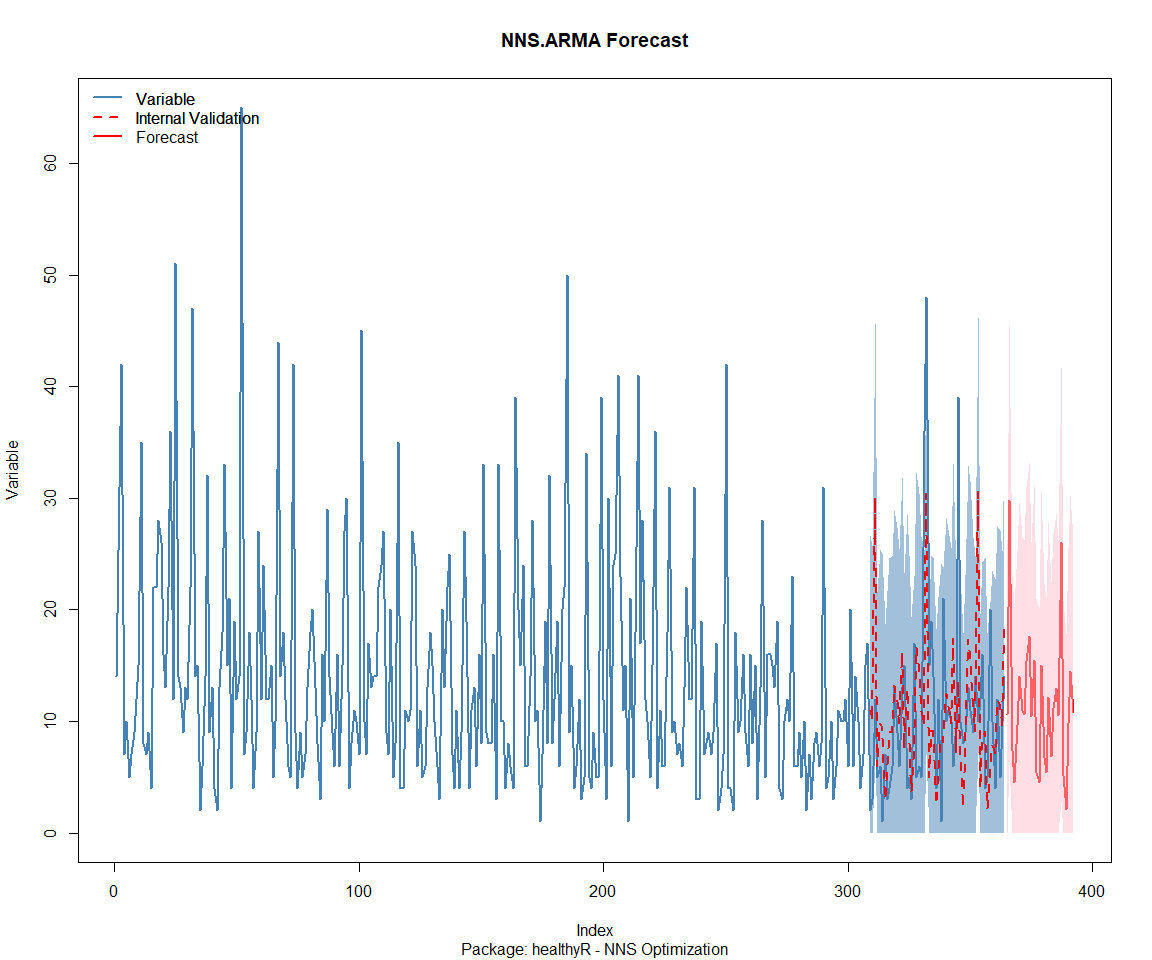 NNS.ARMA Forecast
Variable
Internal Validation
Forecast
60
50
40
30
20
10
0
Variable
0
100
200
300
400
Index
Package: healthyR - NNS Optimization